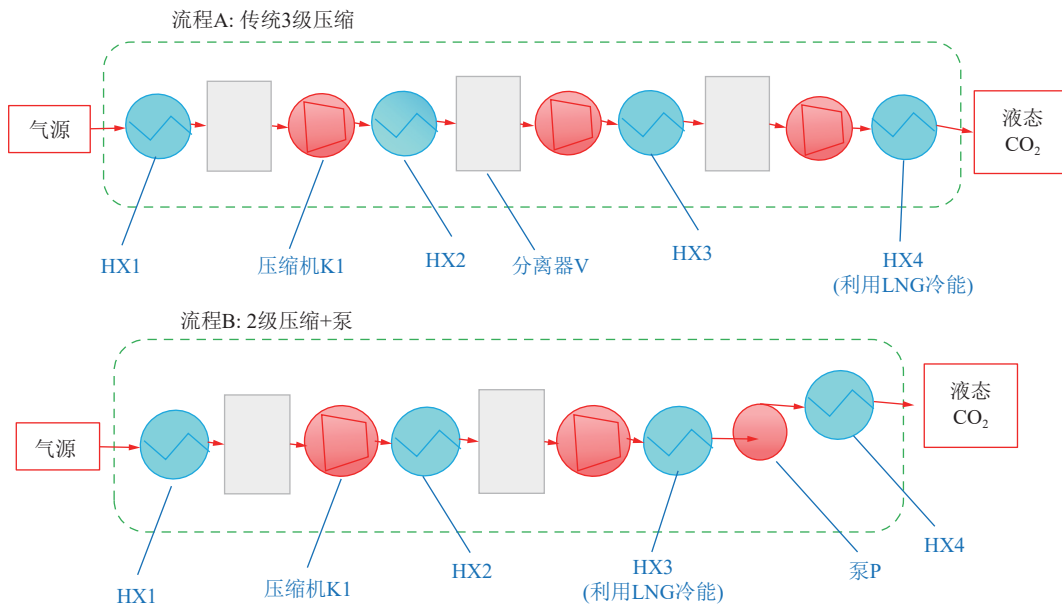 流程A: 传统3级压缩
气源
液态
CO₂
HX1
压缩机K1
HX2
分离器V
HX3
HX4
(利用LNG冷能)
流程B: 2级压缩+泵
气源
液态
CO₂
HX1
压缩机K1
HX2
HX3
(利用LNG冷能)
泵P
HX4